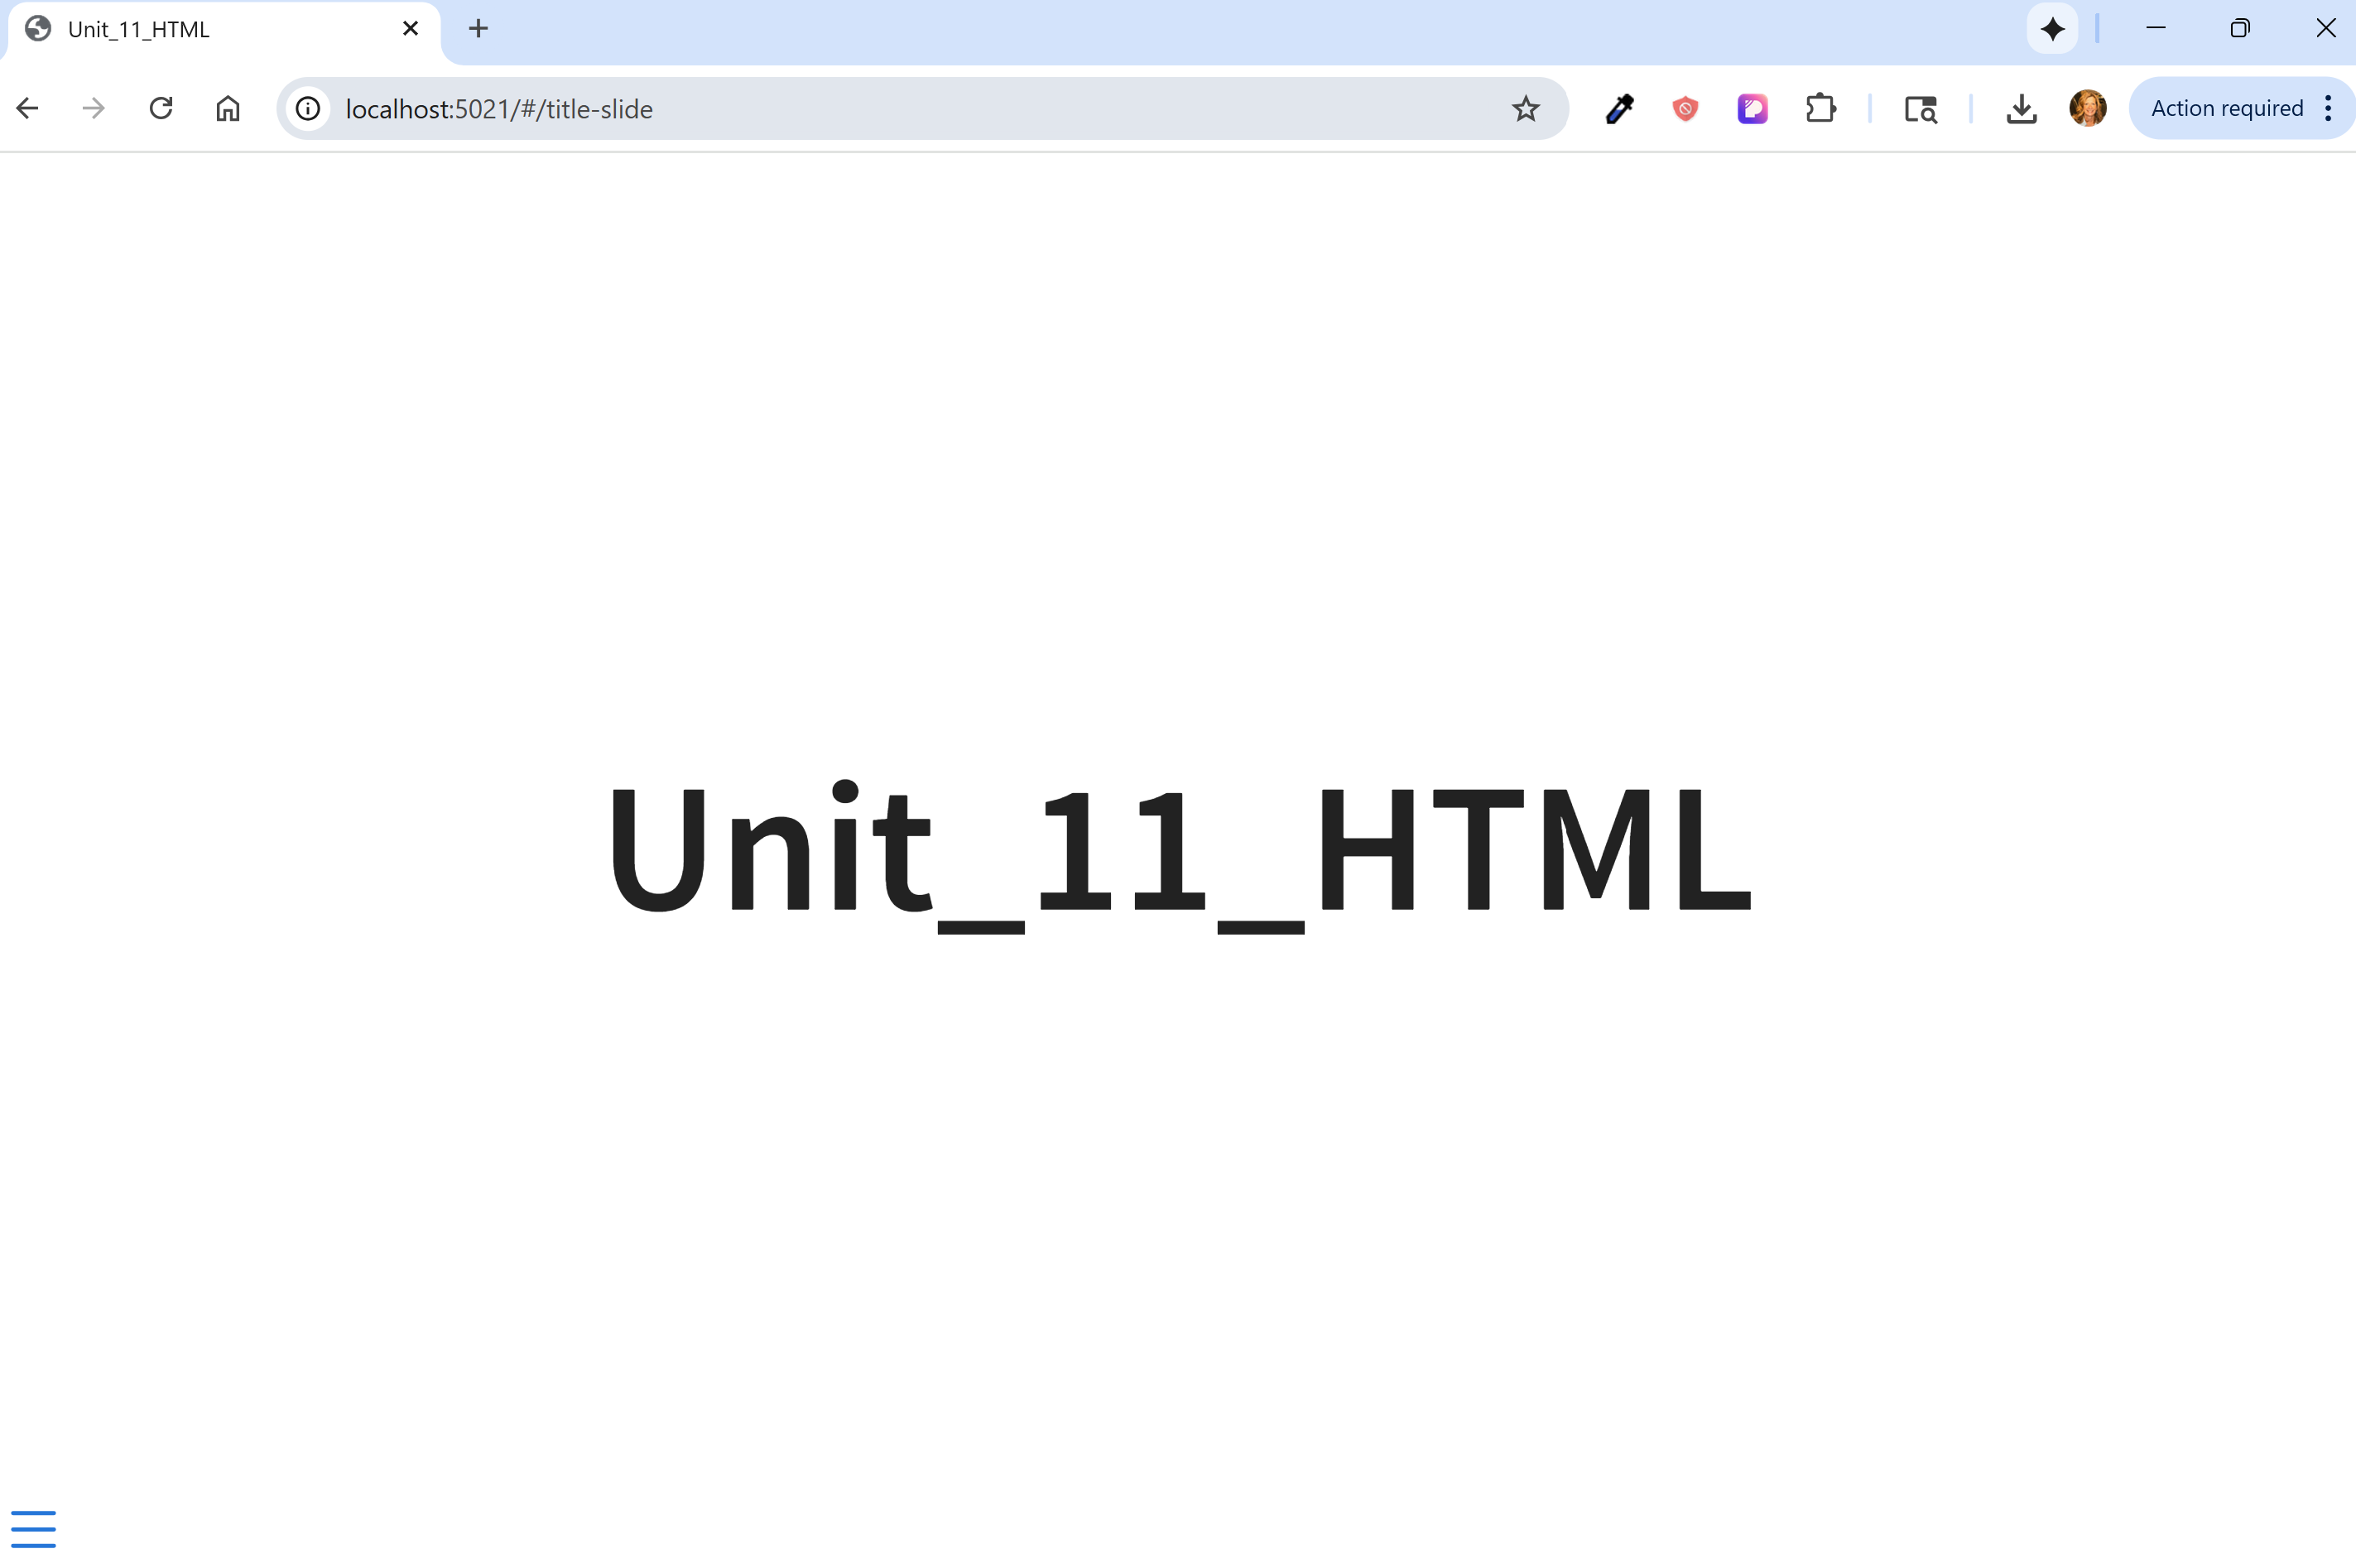 Unit_11_HTML
localhost:5021/#/title-slide
Action required
Unit_11_HTML